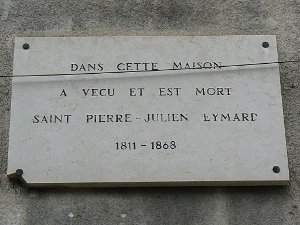 DANS CETTE MAISON
A VECU ET EST MORT
SAINT PIERRE-JULIEN EYMARD
1811-1868